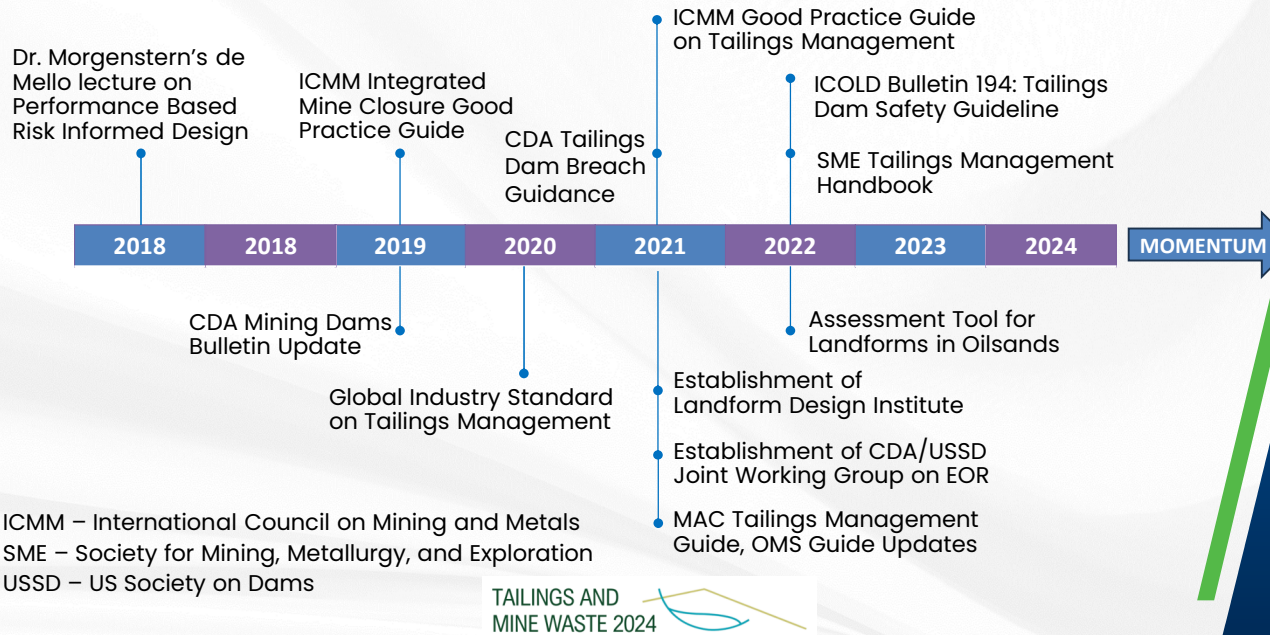 Dr. Morgenstern's de
Mello lecture on
Performance Based
Risk Informed Design
ICMM Integrated
Mine Closure Good
Practice Guide
CDA Tailings
Dam Breach
Guidance
ICMM Good Practice Guide
on Tailings Management
ICOLD Bulletin 194: Tailings
Dam Safety Guideline
SME Tailings Management
Handbook
2018
2018
2019
2020
2021
2022
2023
2024
MOMENTUM
CDA Mining Dams
Bulletin Update
Global Industry Standard
on Tailings Management
Assessment Tool for
Landforms in Oilsands
Establishment of
Landform Design Institute
Establishment of CDA/USSD
Joint Working Group on EOR
MAC Tailings Management
Guide, OMS Guide Updates
ICMM – International Council on Mining and Metals
SME – Society for Mining, Metallurgy, and Exploration
USSD – US Society on Dams
TAILINGS AND
MINE WASTE 2024